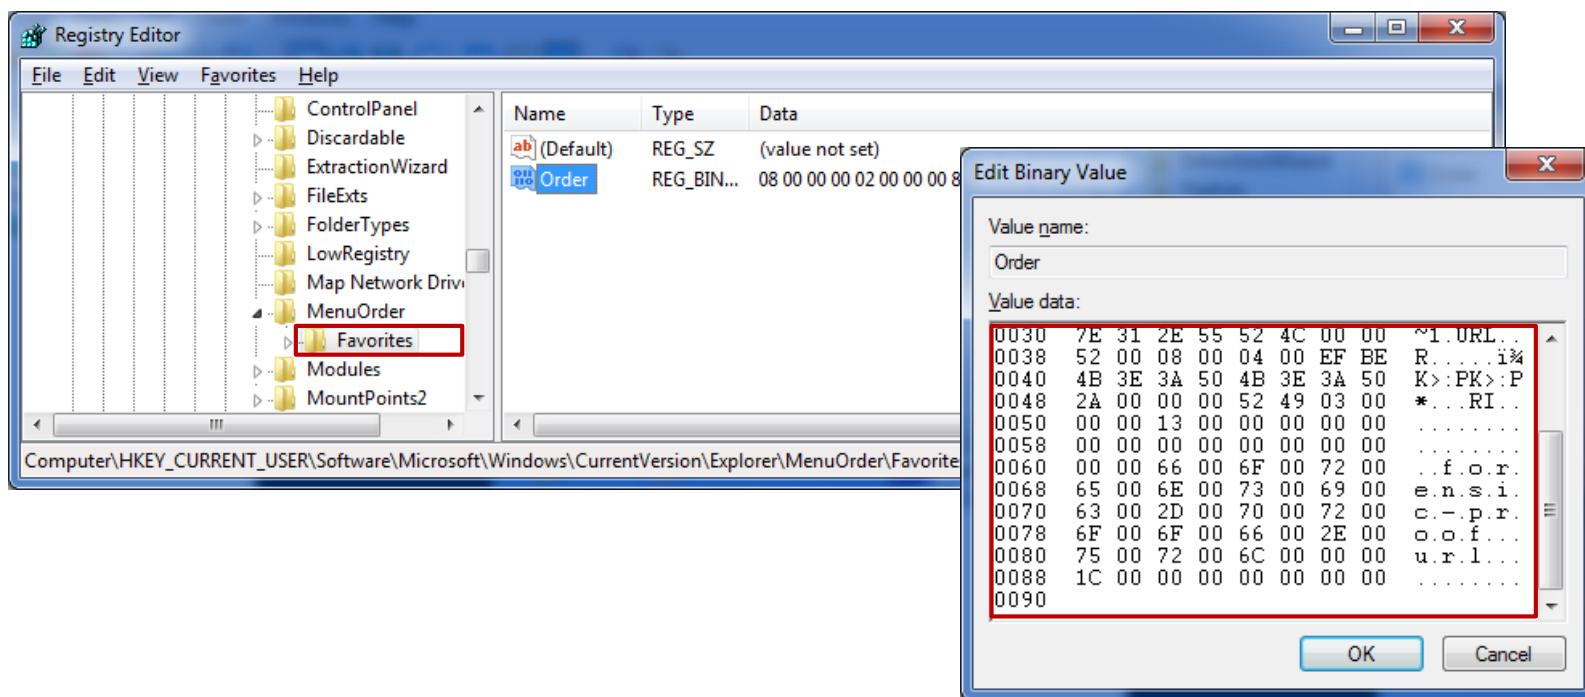 Registry Editor
File Edit View Favorites Help
ControlPanel
Discardable
ExtractionWizard
FileExts
FolderTypes
LowRegistry
Map Network Driv
MenuOrder
Favorites
Modules
MountPoints2
Name Type Data
(Default) REG_SZ (value not set)
Order REG_BIN... 08 00 00 00 02 00 00 00 8
Computer\HKEY_CURRENT_USER\Software\Microsoft\Windows\CurrentVersion\Explorer\MenuOrder\Favorite
Edit Binary Value
Value name:
Order
Value data:
0030 7E 31 2E 55 52 4C 00 00 ~1.URL..
0038 52 00 08 00 04 00 EF BE R.....ï¾
0040 4B 3E 3A 50 4B 3E 3A 50 K>:PK>:P
0048 2A 00 00 00 52 49 03 00 *...RI..
0050 00 00 13 00 00 00 00 00 ........
0058 00 00 00 00 00 00 00 00 ........
0060 00 00 66 00 6F 00 72 00 ..f.o.r.
0068 65 00 6E 00 73 00 69 00 e.n.s.i.
0070 63 00 2D 00 70 00 72 00 c.-.p.r.
0078 6F 00 6F 00 66 00 2E 00 o.o.f...
0080 75 00 72 00 6C 00 00 00 u.r.l...
0088 1C 00 00 00 00 00 00 00 ........
0090
OK Cancel